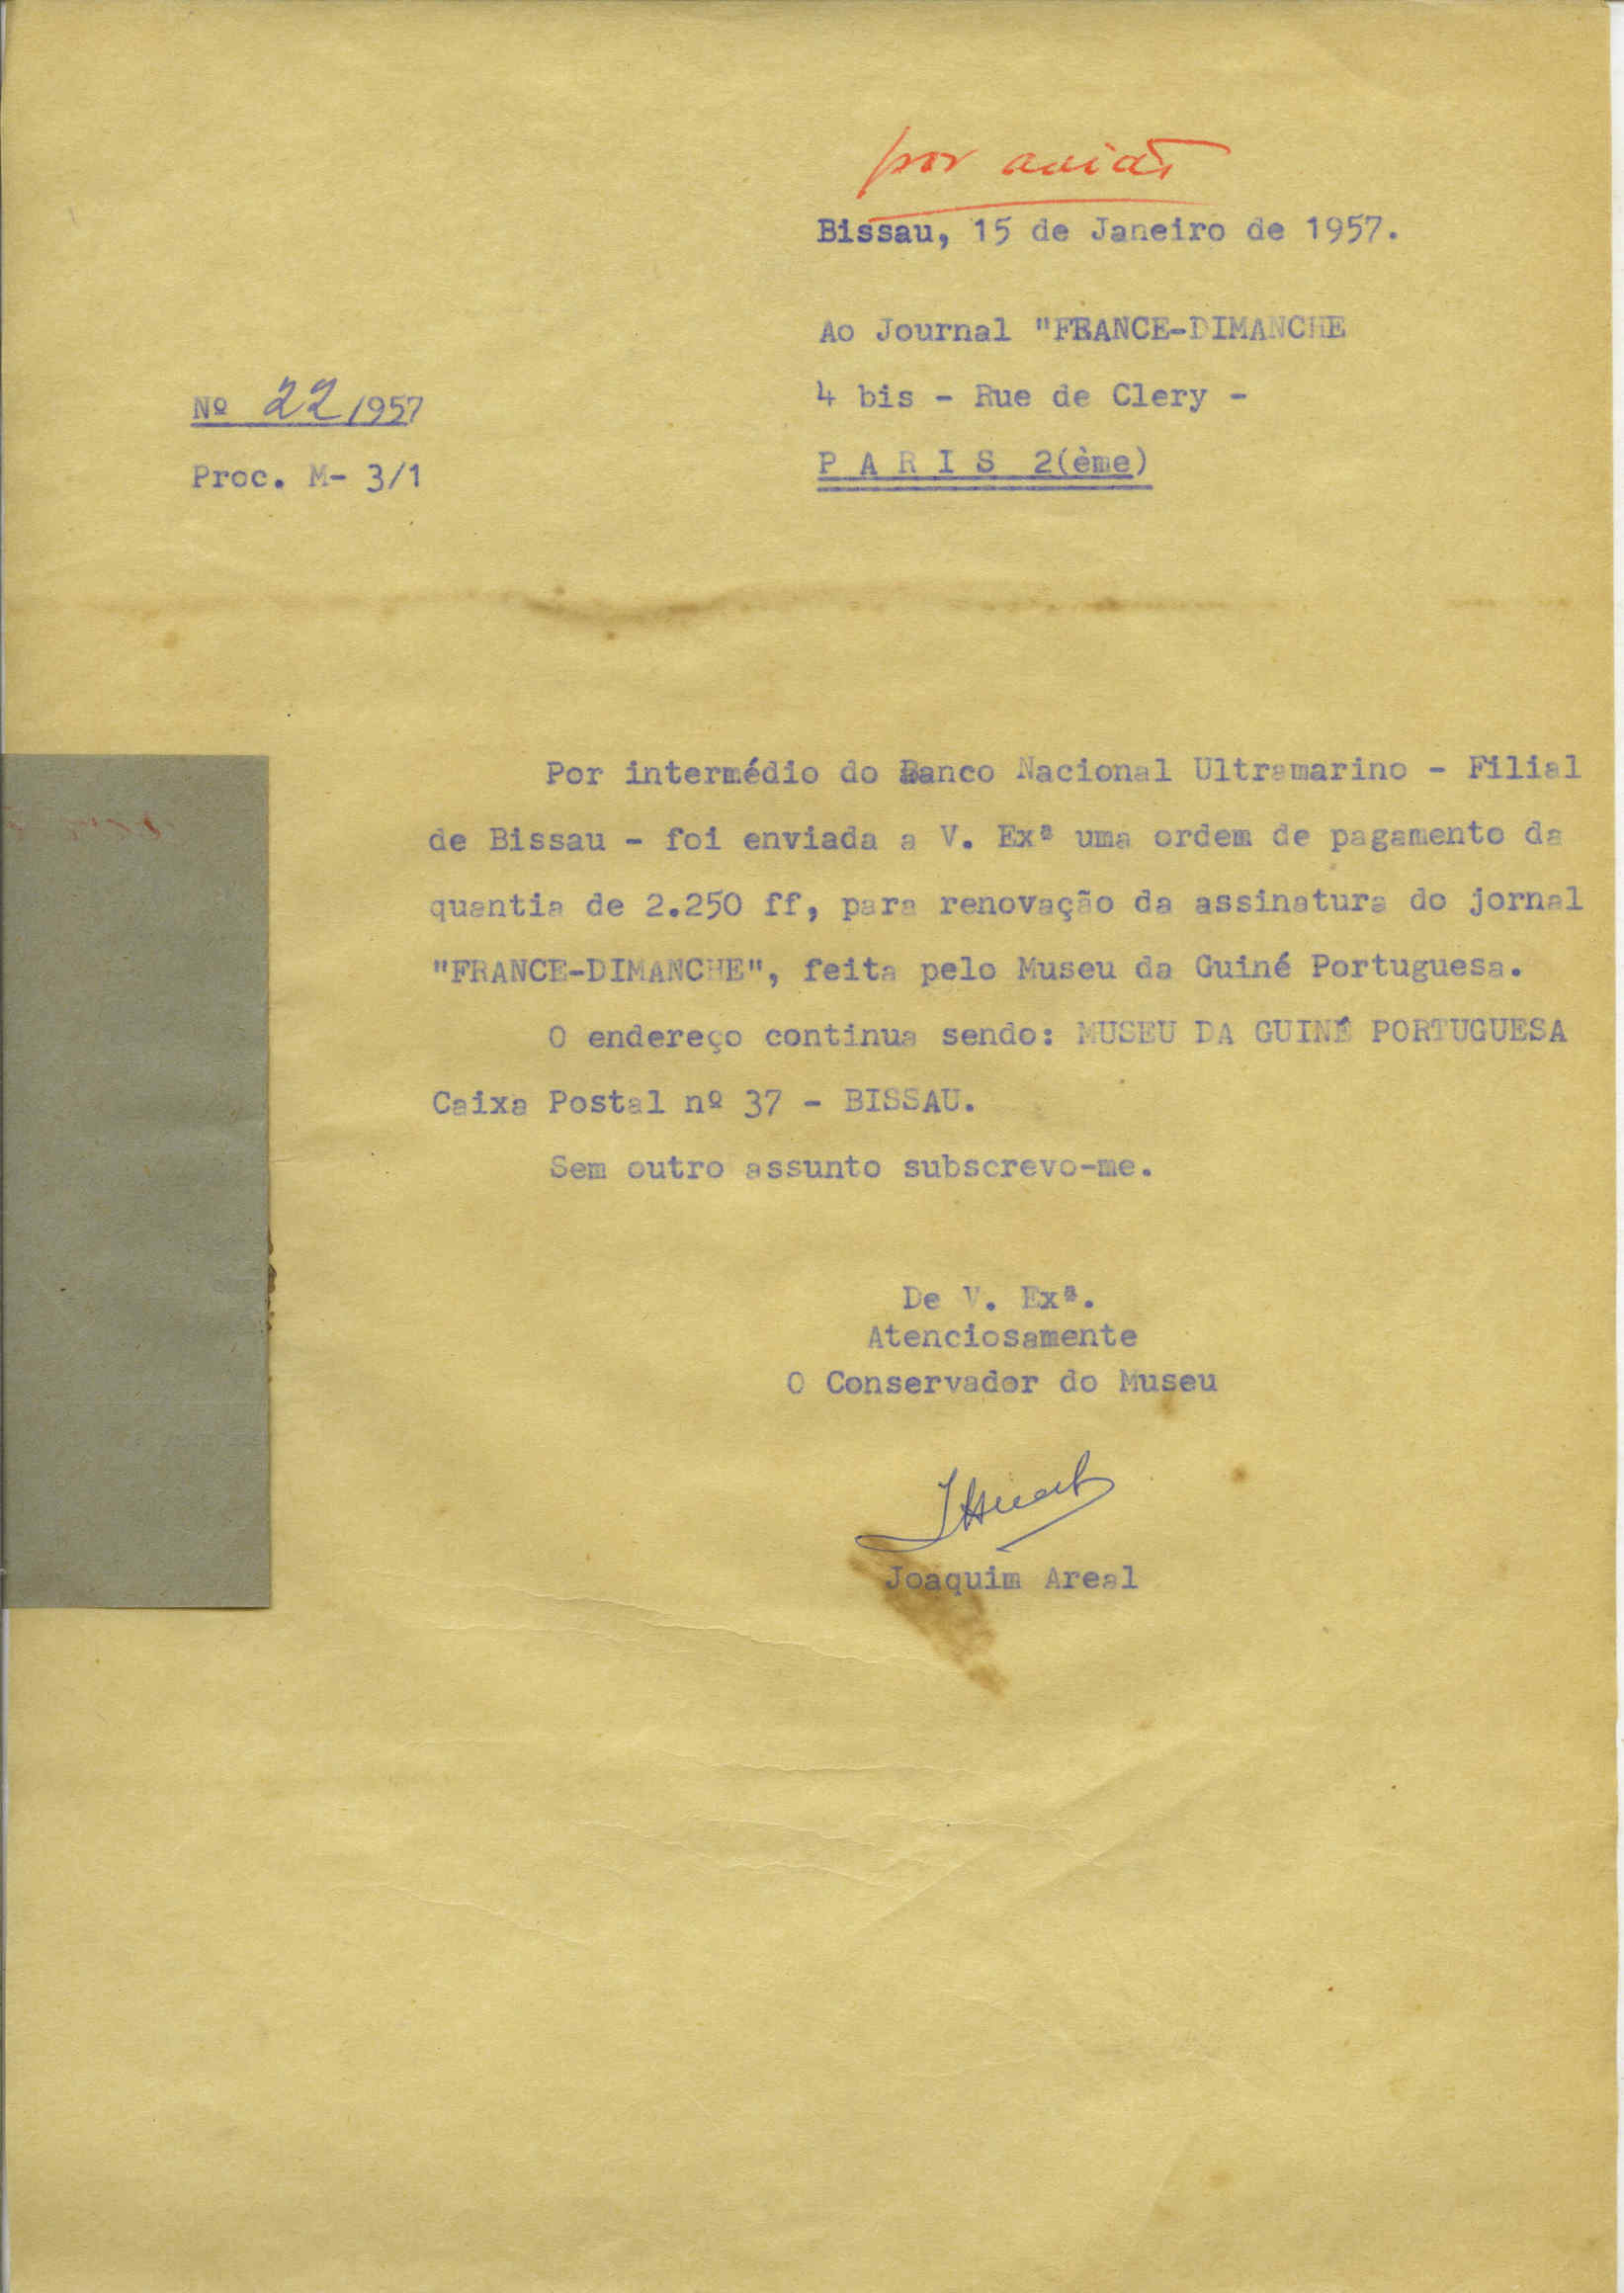 por avião
Bissau, 15 de Janeiro de 1957.
Ao Journal "FRANCE-DIMANCHE
4 bis - Rue de Clery -
Nº 22/1957
P A R I S 2(ème)
Proc. M- 3/1
Por intermédio do Banco Nacional Ultramarino - Filial
de Bissau - foi enviada a V. Exª uma ordem de pagamento da
quantia de 2.250 ff, para renovação da assinatura do jornal
"FRANCE-DIMANCHE", feita pelo Museu da Guiné Portuguesa.
O endereço continua sendo: MUSEU DA GUINÉ PORTUGUESA
Caixa Postal nº 37 - BISSAU.
Sem outro assunto subscrevo-me.
De V. Exª.
Atenciosamente
O Conservador do Museu
Joaquim Areal